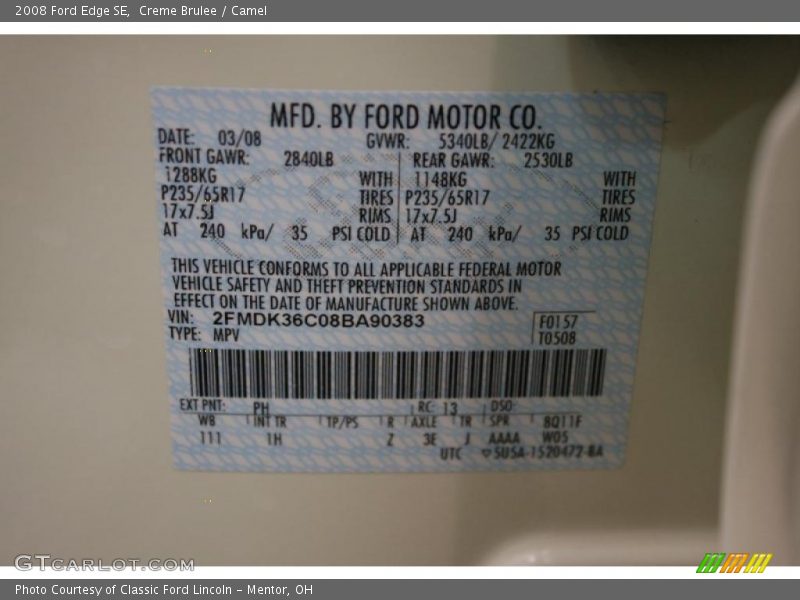 2008 Ford Edge SE,  Creme Brulee / Camel
MFD. BY FORD MOTOR CO.
DATE: 03/08 GVWR: 5340LB/ 2422KG
FRONT GAWR: 2840LB REAR GAWR: 2530LB
1288KG WITH 1148KG WITH
P235/65R17 TIRES P235/65R17 TIRES
17x7.5J RIMS 17x7.5J RIMS
AT 240 kPa/ 35 PSI COLD AT 240 kPa/ 35 PSI COLD
THIS VEHICLE CONFORMS TO ALL APPLICABLE FEDERAL MOTOR
VEHICLE SAFETY AND THEFT PREVENTION STANDARDS IN
EFFECT ON THE DATE OF MANUFACTURE SHOWN ABOVE.
VIN: 2FMDK36C08BA90383 F0157
TYPE: MPV T0508
EXT PNT: PH RC: 13 DSO:
WB INT TR TP/PS R AXLE TR SPR 8Q11F
111 1H Z 3E J AAAA W05
UTC ▽5U5A-1520472-BA
GTcarlot.com
Photo Courtesy of Classic Ford Lincoln - Mentor, OH